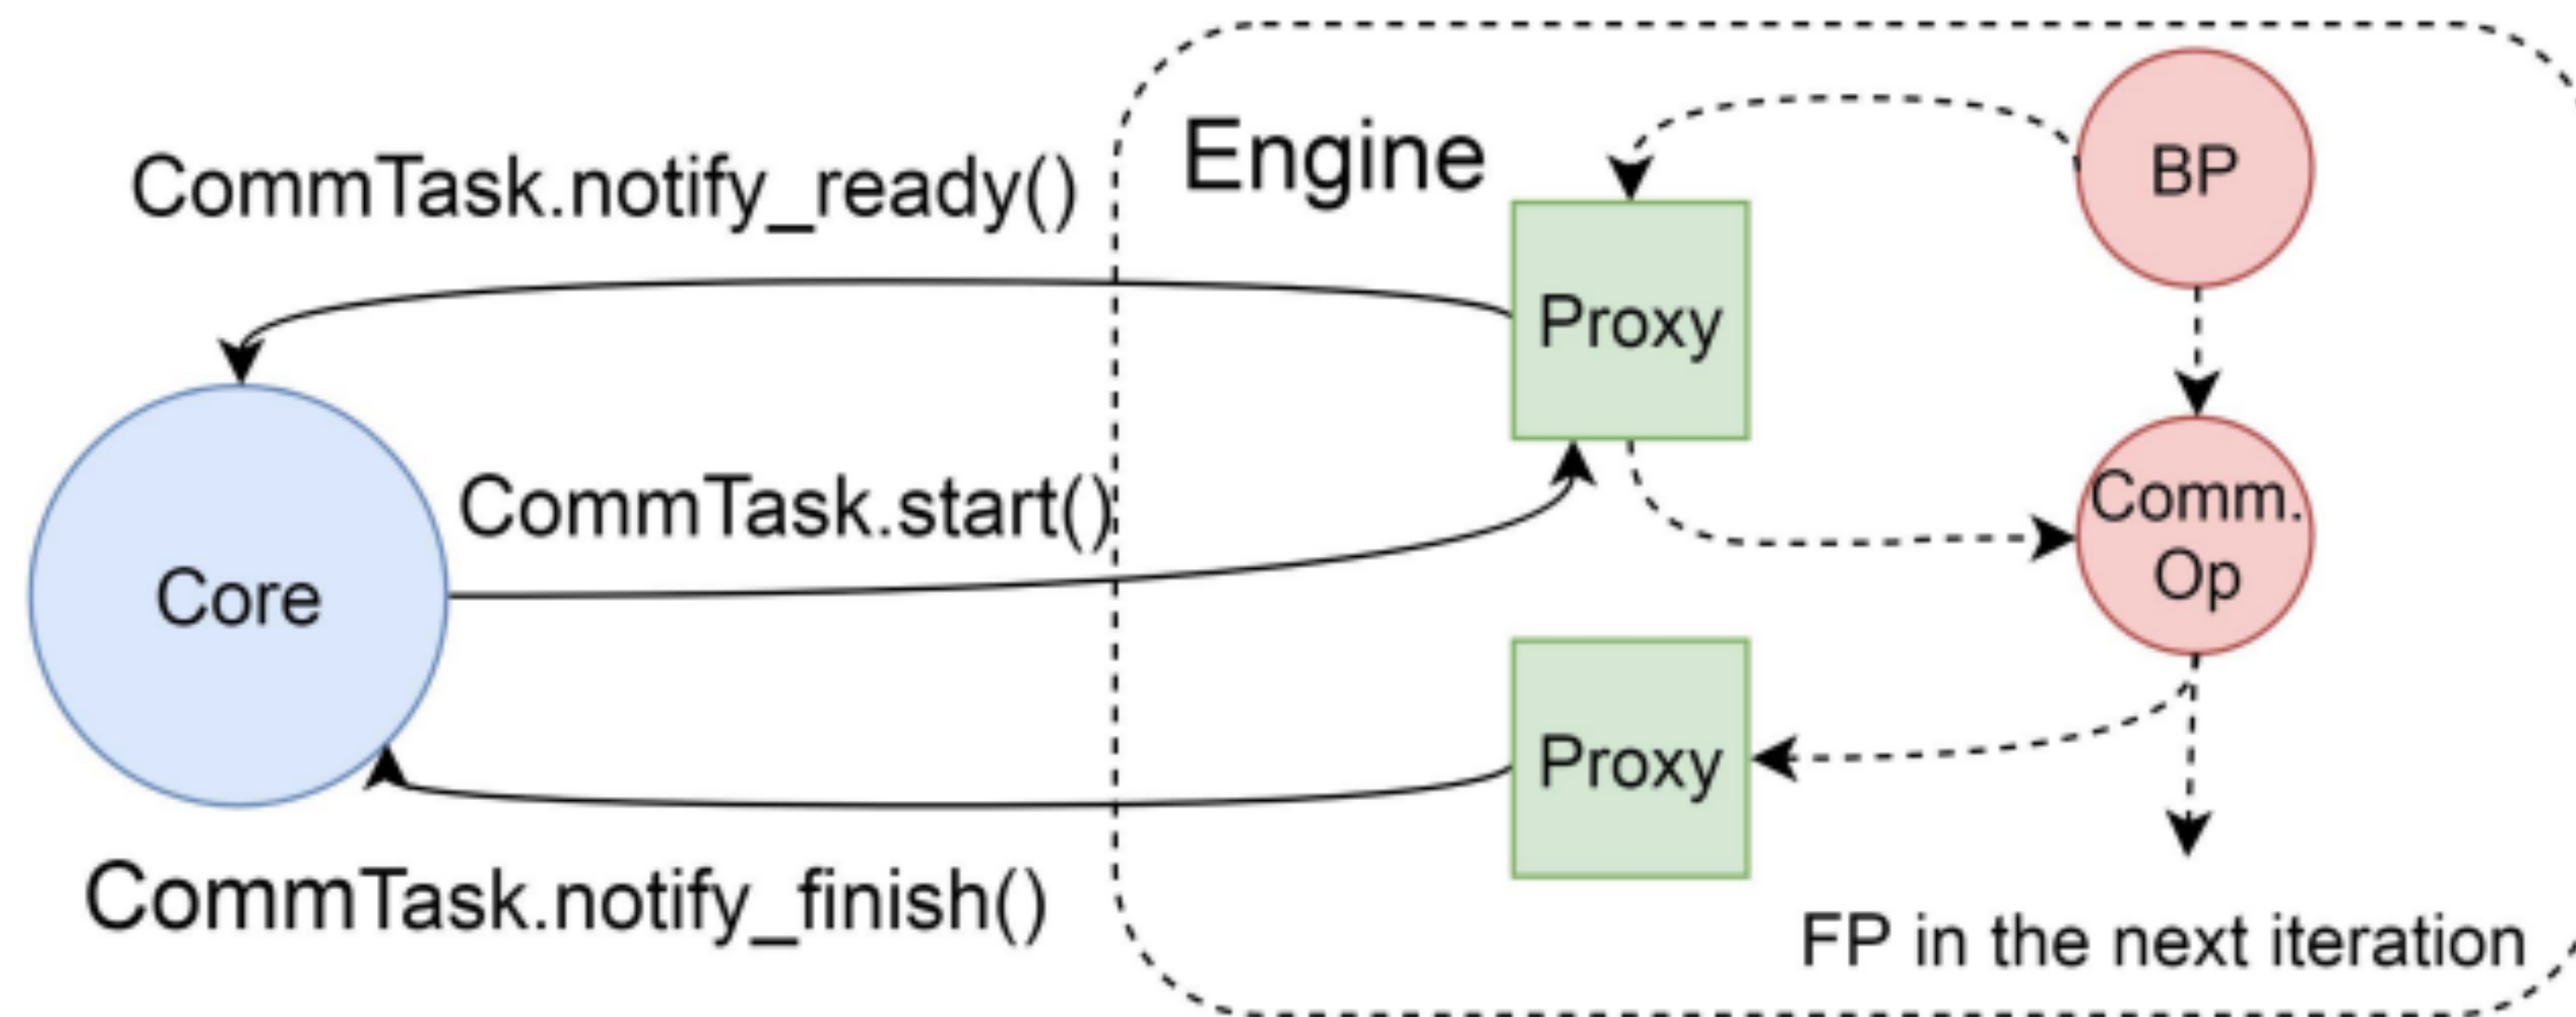 Engine
BP
CommTask.notify_ready()
Proxy
CommTask.start()
Comm.
Op
Core
Proxy
CommTask.notify_finish()
FP in the next iteration